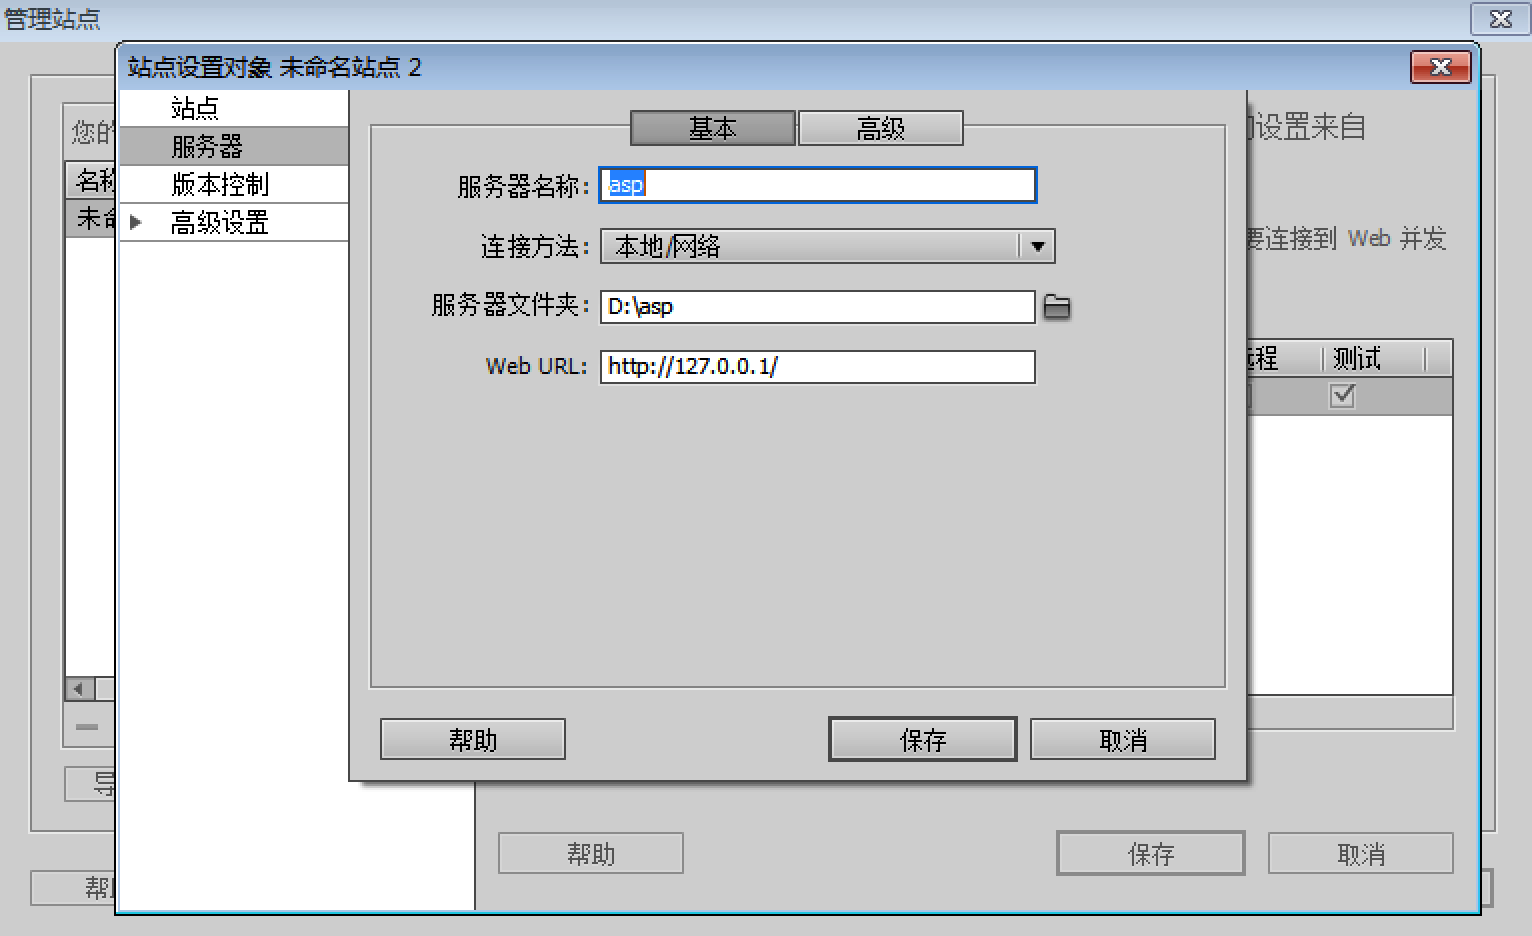 管理站点
站点设置对象 未命名站点 2
站点
服务器
版本控制
高级设置
基本
高级
服务器名称:
asp
连接方法:
本地/网络
服务器文件夹:
D:\asp
Web URL:
http://127.0.0.1/
帮助
保存
取消
您的
名称
未命
设置来自
要连接到 Web 并发
远程
测试
导
帮助
保存
取消
帮助